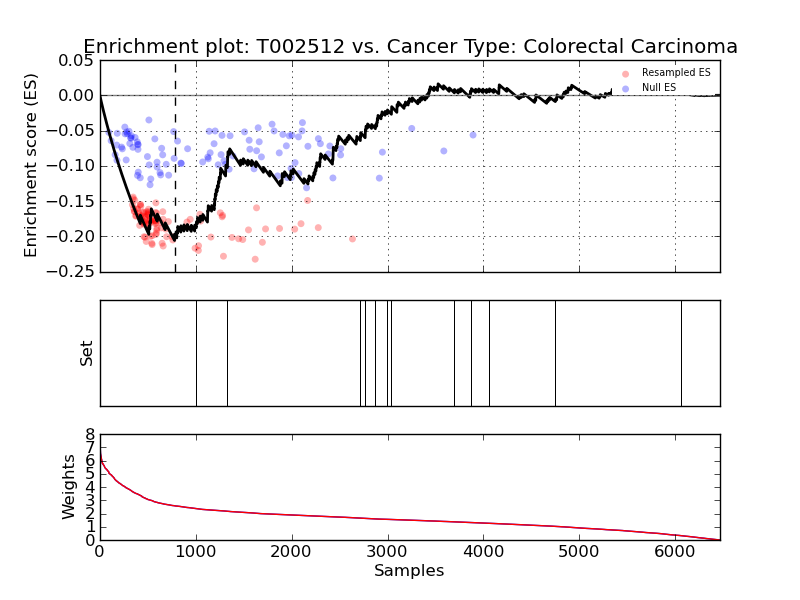 Enrichment plot: T002512 vs. Cancer Type: Colorectal Carcinoma
0.05
0.00
−0.05
−0.10
−0.15
−0.20
−0.25
Enrichment score (ES)
Resampled ES
Null ES
Set
8
7
6
5
4
3
2
1
0
Weights
0 1000 2000 3000 4000 5000 6000
Samples